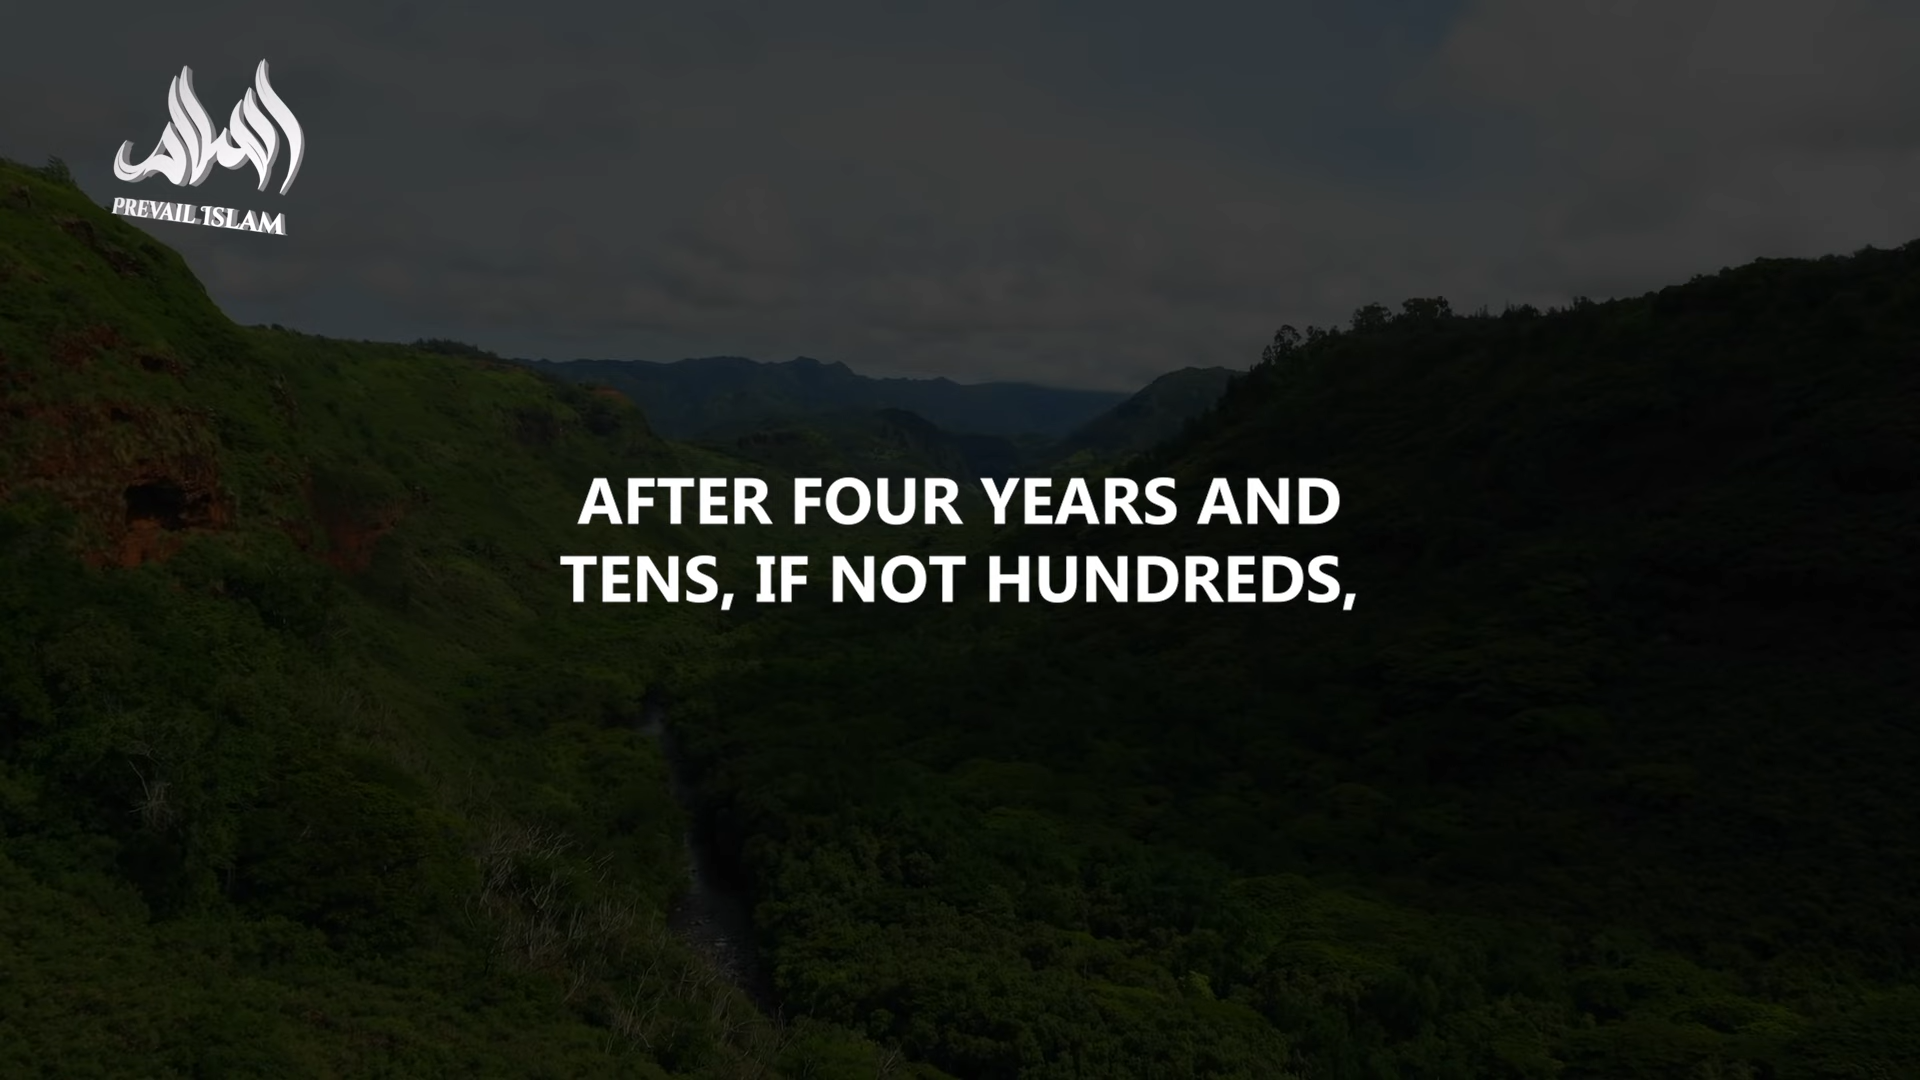 PREVAIL ISLAM
AFTER FOUR YEARS AND
TENS, IF NOT HUNDREDS,